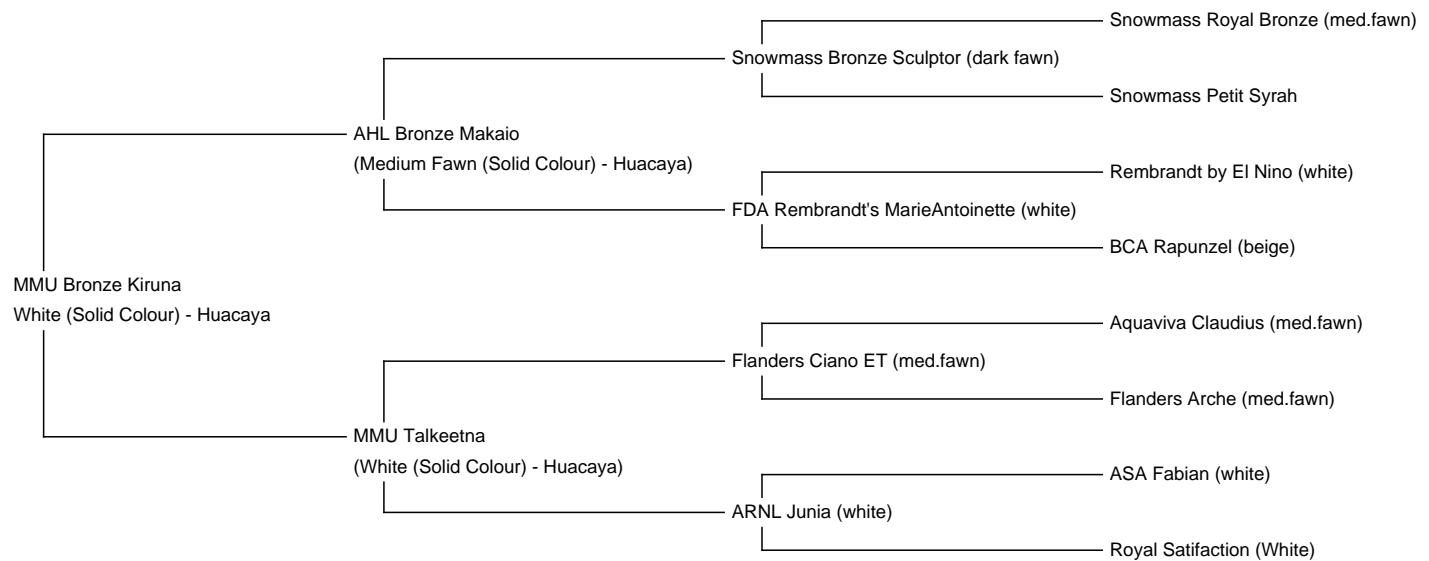 Snowmass Royal Bronze (med.fawn)
Snowmass Bronze Sculptor (dark fawn)
Snowmass Petit Syrah
AHL Bronze Makaio
(Medium Fawn (Solid Colour) - Huacaya)
Rembrandt by El Nino (white)
FDA Rembrandt's MarieAntoinette (white)
BCA Rapunzel (beige)
MMU Bronze Kiruna
White (Solid Colour) - Huacaya
Aquaviva Claudius (med.fawn)
Flanders Ciano ET (med.fawn)
Flanders Arche (med.fawn)
MMU Talkeetna
(White (Solid Colour) - Huacaya)
ASA Fabian (white)
ARNL Junia (white)
Royal Satifaction (White)